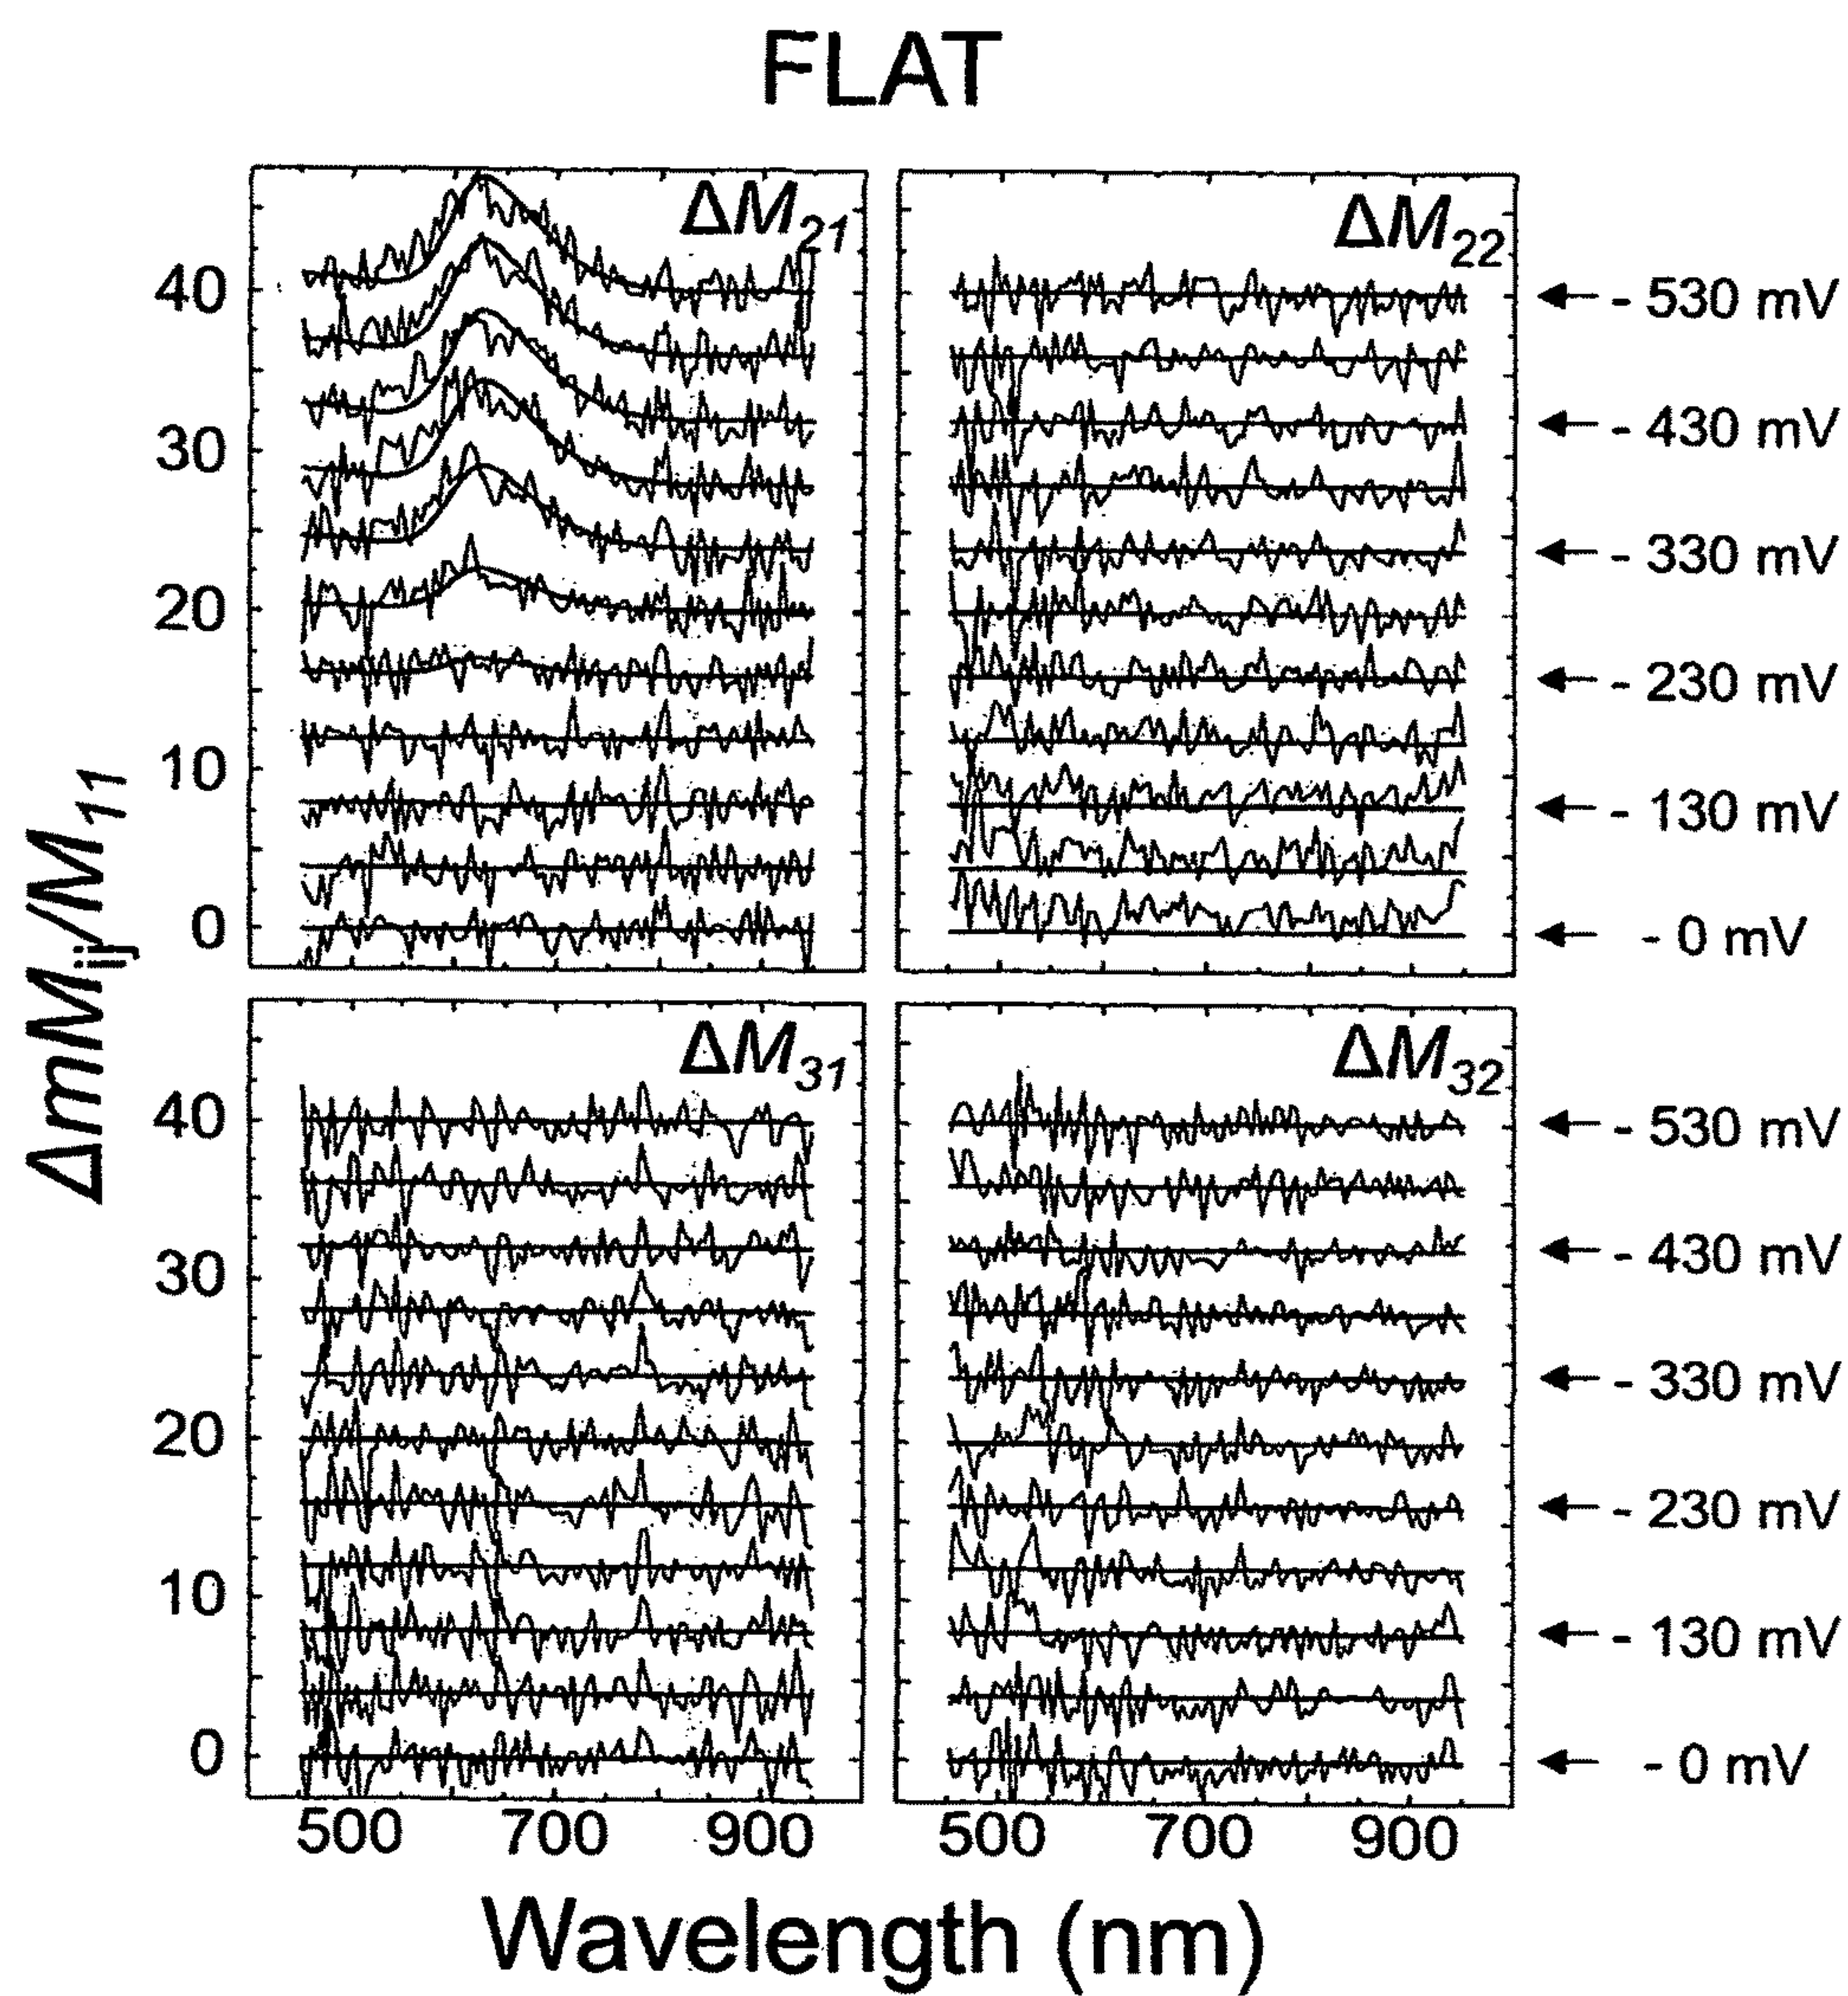 FLAT
ΔM21
ΔM22
40
30
20
10
0
- 530 mV
- 430 mV
- 330 mV
- 230 mV
- 130 mV
- 0 mV
ΔmMij/M11
ΔM31
ΔM32
40
30
20
10
0
- 530 mV
- 430 mV
- 330 mV
- 230 mV
- 130 mV
- 0 mV
500 700 900 500 700 900
Wavelength (nm)